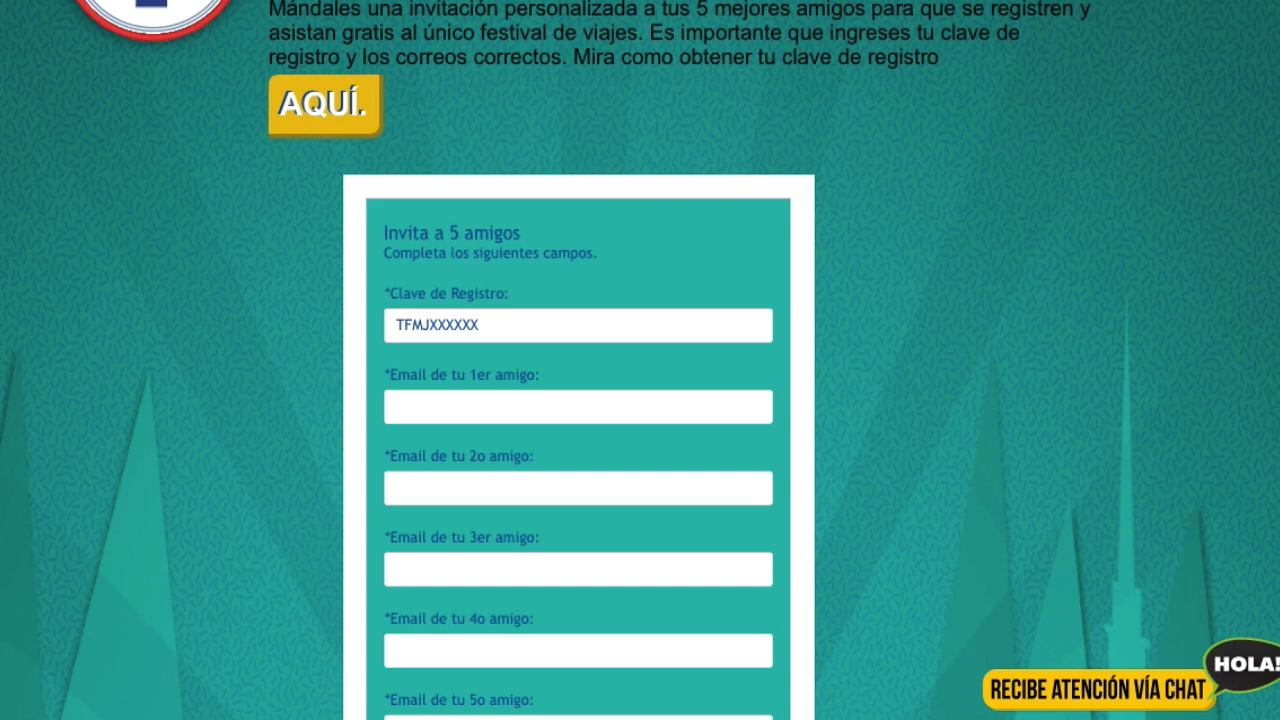 Mándales una invitación personalizada a tus 5 mejores amigos para que se registren y
asistan gratis al único festival de viajes. Es importante que ingreses tu clave de
registro y los correos correctos. Mira como obtener tu clave de registro
AQUÍ.
Invita a 5 amigos
Completa los siguientes campos.
*Clave de Registro:
TFMJXXXXXX
*Email de tu 1er amigo:
*Email de tu 2o amigo:
*Email de tu 3er amigo:
*Email de tu 4o amigo:
*Email de tu 5o amigo:
HOLA!
RECIBE ATENCIÓN VÍA CHAT